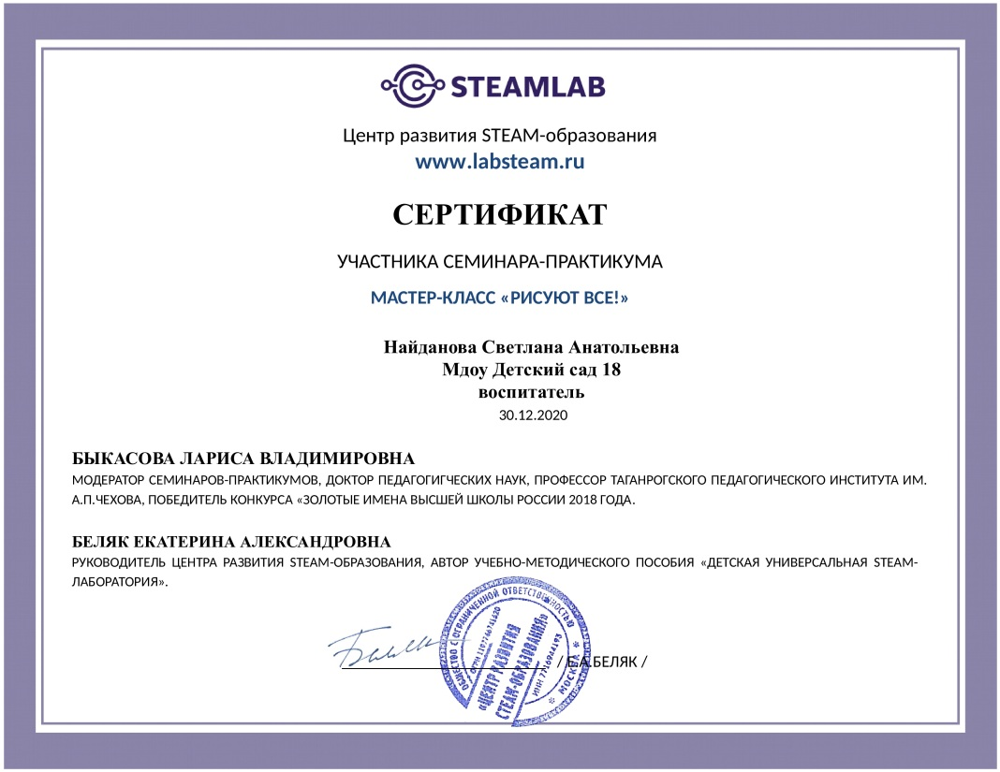 STEAMLAB
Центр развития STEAM-образования
www.labsteam.ru
СЕРТИФИКАТ
УЧАСТНИКА СЕМИНАРА-ПРАКТИКУМА
МАСТЕР-КЛАСС «РИСУЮТ ВСЕ!»
Найданова Светлана Анатольевна
Мдоу Детский сад 18
воспитатель
30.12.2020
БЫКАСОВА ЛАРИСА ВЛАДИМИРОВНА
МОДЕРАТОР СЕМИНАРОВ-ПРАКТИКУМОВ, ДОКТОР ПЕДАГОГИГЧЕСКИХ НАУК, ПРОФЕССОР ТАГАНРОГСКОГО ПЕДАГОГИЧЕСКОГО ИНСТИТУТА ИМ.
А.П.ЧЕХОВА, ПОБЕДИТЕЛЬ КОНКУРСА «ЗОЛОТЫЕ ИМЕНА ВЫСШЕЙ ШКОЛЫ РОССИИ 2018 ГОДА.
БЕЛЯК ЕКАТЕРИНА АЛЕКСАНДРОВНА
РУКОВОДИТЕЛЬ ЦЕНТРА РАЗВИТИЯ STEAM-ОБРАЗОВАНИЯ, АВТОР УЧЕБНО-МЕТОДИЧЕСКОГО ПОСОБИЯ «ДЕТСКАЯ УНИВЕРСАЛЬНАЯ STEAM-
ЛАБОРАТОРИЯ».
Беляк
/ Е.А.БЕЛЯК /
ОБЩЕСТВО С ОГРАНИЧЕННОЙ ОТВЕТСТВЕННОСТЬЮ
* МОСКВА *
ОГРН
«ЦЕНТР РАЗВИТИЯ
STEAM-ОБРАЗОВАНИЯ»
ИНН 7716944193